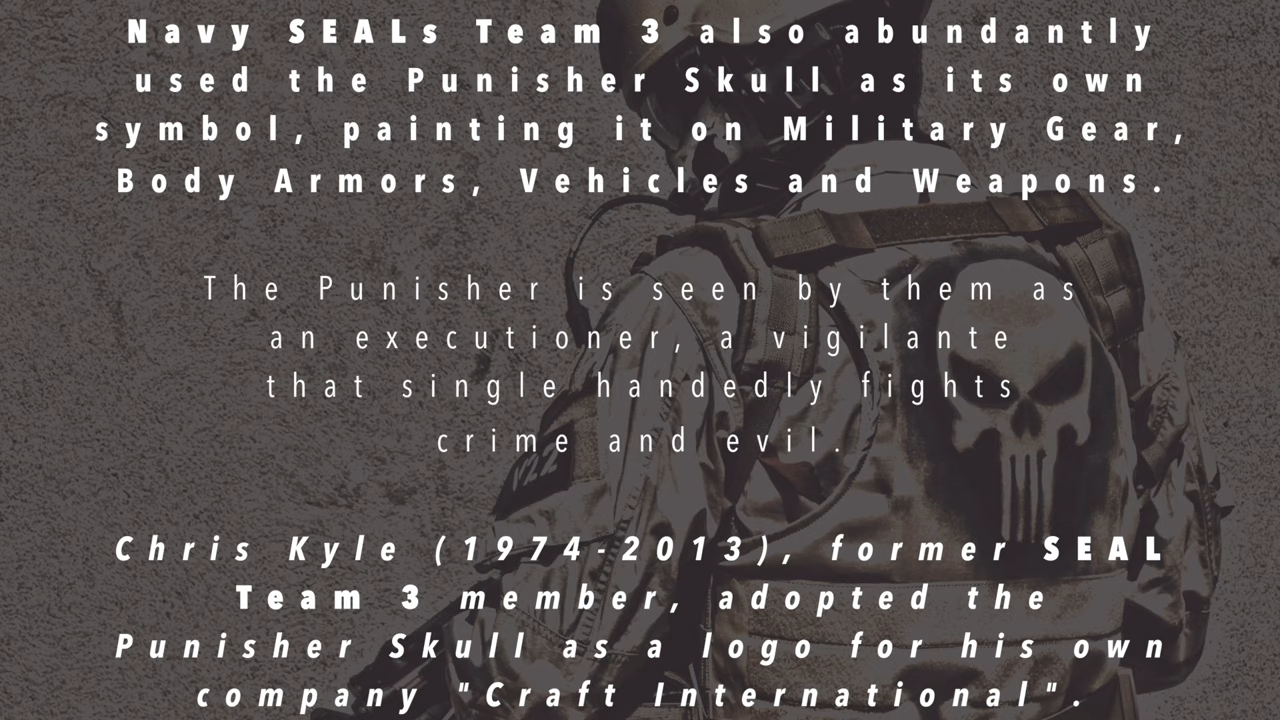 Navy SEALs Team 3 also abundantly
used the Punisher Skull as its own
symbol, painting it on Military Gear,
Body Armors, Vehicles and Weapons.
The Punisher is seen by them as
an executioner, a vigilante
that single handedly fights
crime and evil.
Chris Kyle (1974-2013), former SEAL
Team 3 member, adopted the
Punisher Skull as a logo for his own
company "Craft International".